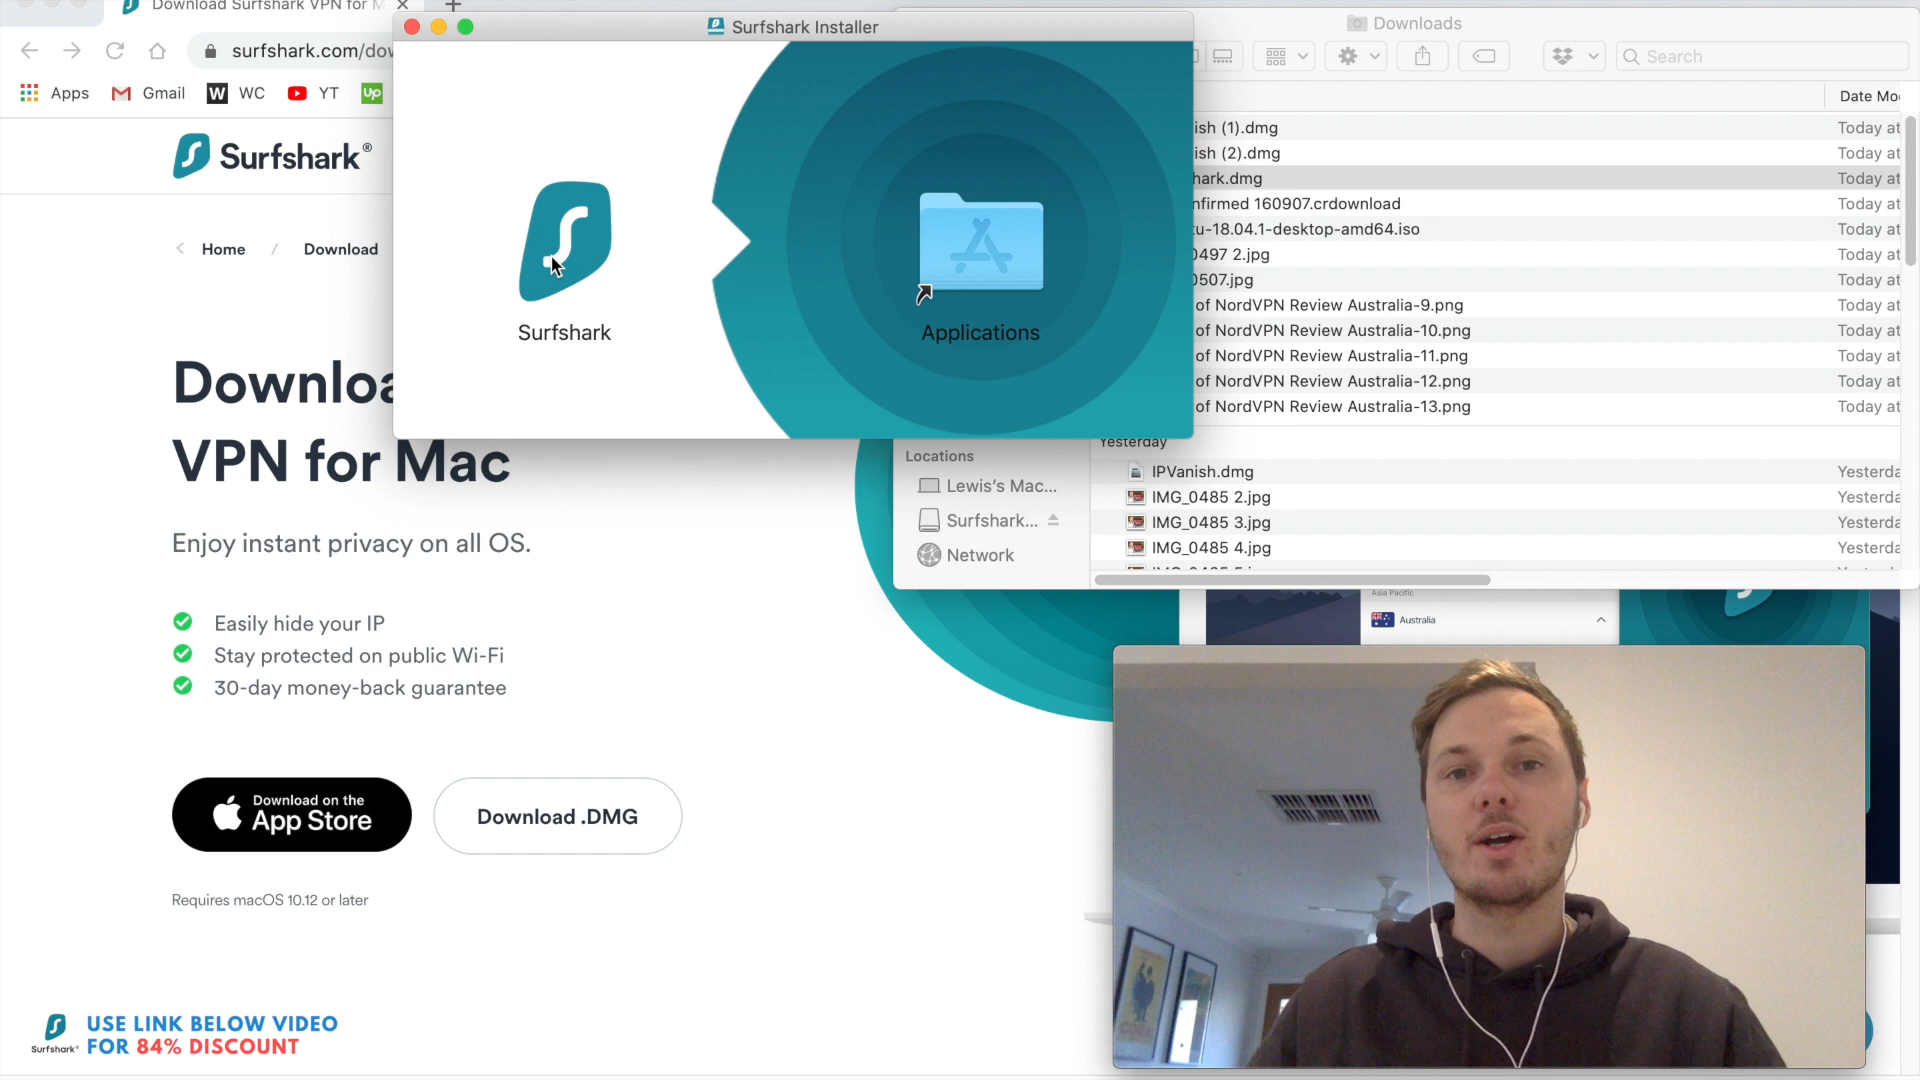 Download Surfshark VPN for M
Surfshark Installer
Downloads
surfshark.com/do
Search
Apps
Gmail
W
WC
YT
Up
Date Mo
Surfshark®
ish (1).dmg
Today at
ish (2).dmg
Today at
hark.dmg
Today at
nfirmed 160907.crdownload
Today at
u-18.04.1-desktop-amd64.iso
Today at
0497 2.jpg
Today at
0507.jpg
Today at
of NordVPN Review Australia-9.png
Today at
of NordVPN Review Australia-10.png
Today at
of NordVPN Review Australia-11.png
Today at
of NordVPN Review Australia-12.png
Today at
of NordVPN Review Australia-13.png
Today at
Home / Download
Surfshark
Applications
Yesterday
Locations
Lewis's Mac...
Surfshark...
Network
IPVanish.dmg
Yesterda
IMG_0485 2.jpg
Yesterda
IMG_0485 3.jpg
Yesterda
IMG_0485 4.jpg
Yesterda
Downloa
VPN for Mac
Enjoy instant privacy on all OS.
Asia Pacific
Australia
Easily hide your IP
Stay protected on public Wi-Fi
30-day money-back guarantee
Download on the
App Store
Download .DMG
Requires macOS 10.12 or later
Surfshark®
USE LINK BELOW VIDEO
FOR 84% DISCOUNT